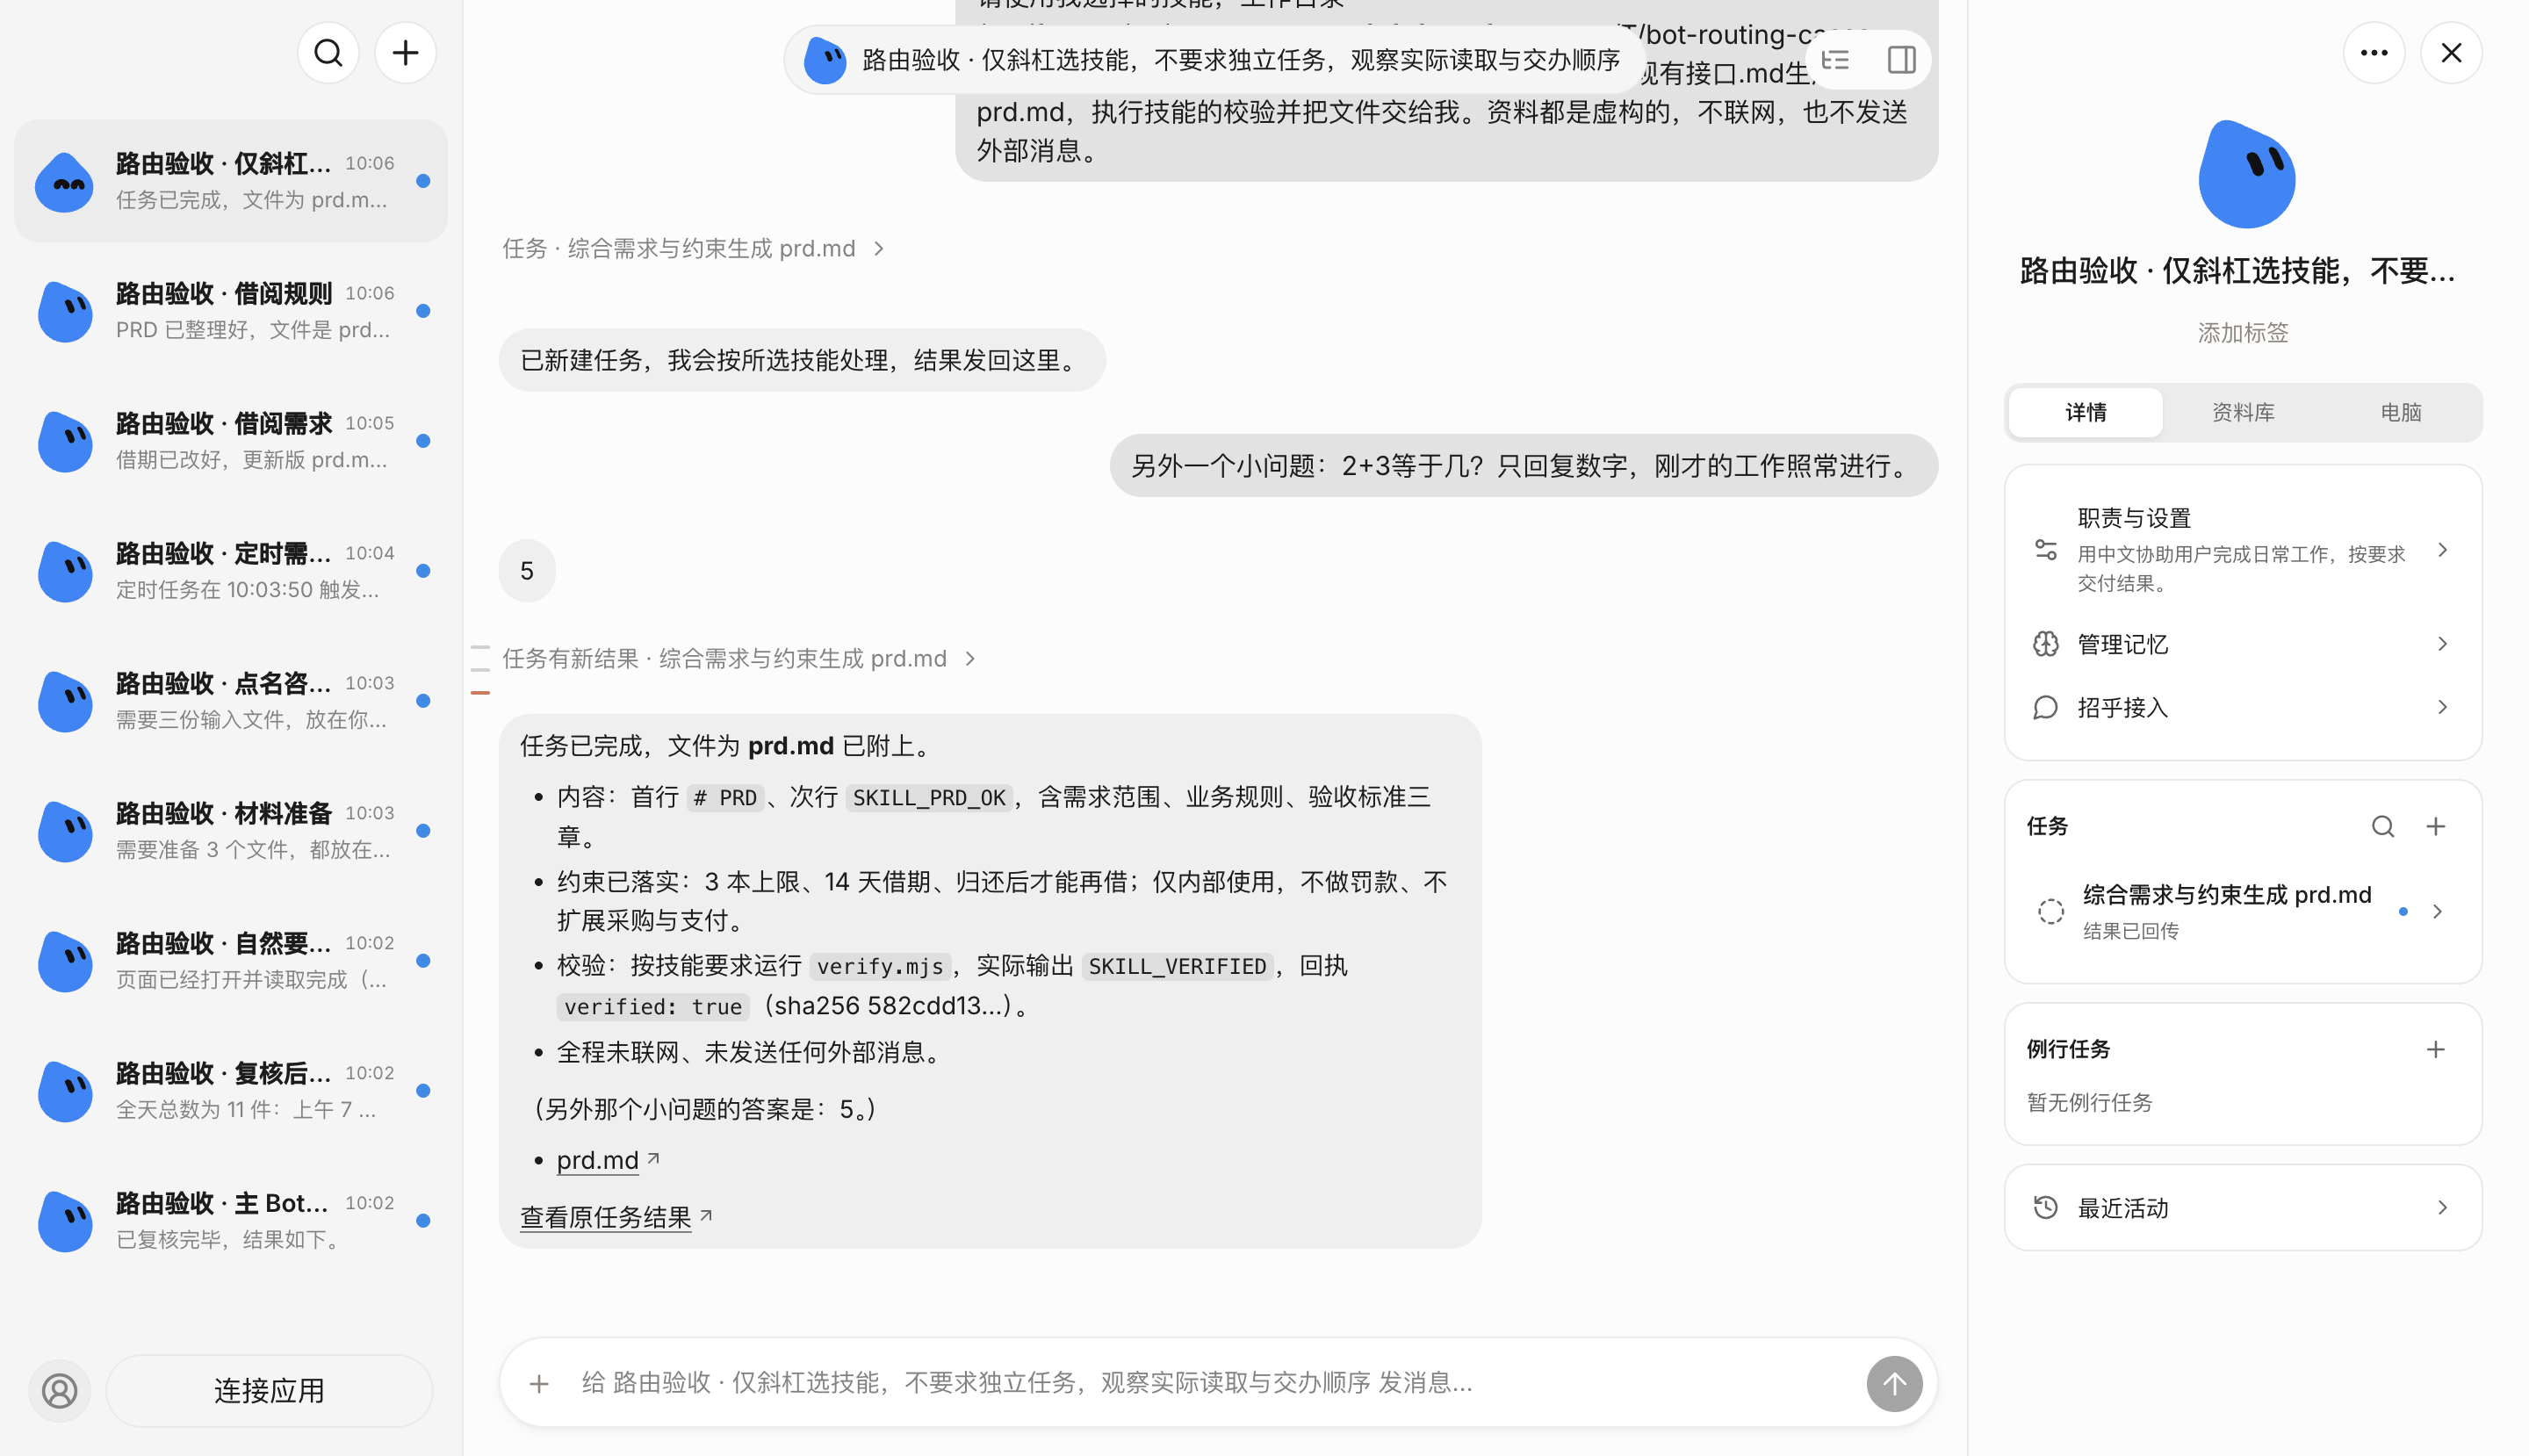 路由验收 · 仅斜杠... 10:06
任务已完成，文件为 prd.m...
路由验收 · 借阅规则 10:06
PRD 已整理好，文件是 prd...
路由验收 · 借阅需求 10:05
借期已改好，更新版 prd.m...
路由验收 · 定时需... 10:04
定时任务在 10:03:50 触发...
路由验收 · 点名咨... 10:03
需要三份输入文件，放在你...
路由验收 · 材料准备 10:03
需要准备 3 个文件，都放在...
路由验收 · 自然要... 10:02
页面已经打开并读取完成（...
路由验收 · 复核后... 10:02
全天总数为 11 件：上午 7 ...
路由验收 · 主 Bot... 10:02
已复核完毕，结果如下。
连接应用
请使用我选择的技能，工作目录
/bot-routing-cases
路由验收 · 仅斜杠选技能，不要求独立任务，观察实际读取与交办顺序
现有接口.md生
prd.md，执行技能的校验并把文件交给我。资料都是虚构的，不联网，也不发送
外部消息。
任务 · 综合需求与约束生成 prd.md
已新建任务，我会按所选技能处理，结果发回这里。
另外一个小问题：2+3等于几？只回复数字，刚才的工作照常进行。
5
任务有新结果 · 综合需求与约束生成 prd.md
任务已完成，文件为 prd.md 已附上。
• 内容：首行 # PRD、次行 SKILL_PRD_OK，含需求范围、业务规则、验收标准三
章。
• 约束已落实：3 本上限、14 天借期、归还后才能再借；仅内部使用，不做罚款、不
扩展采购与支付。
• 校验：按技能要求运行 verify.mjs，实际输出 SKILL_VERIFIED，回执
verified: true（sha256 582cdd13...）。
• 全程未联网、未发送任何外部消息。
（另外那个小问题的答案是：5。）
• prd.md
查看原任务结果
给 路由验收 · 仅斜杠选技能，不要求独立任务，观察实际读取与交办顺序 发消息...
路由验收 · 仅斜杠选技能，不要...
添加标签
详情 资料库 电脑
职责与设置
用中文协助用户完成日常工作，按要求
交付结果。
管理记忆
招乎接入
任务
综合需求与约束生成 prd.md
结果已回传
例行任务
暂无例行任务
最近活动